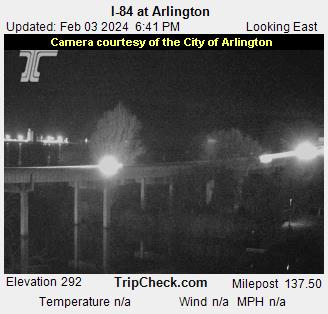 I-84 at Arlington
Updated: Feb 03 2024 6:41 PM Looking East
Camera courtesy of the City of Arlington
Elevation 292 TripCheck.com Milepost 137.50
Temperature n/a Wind n/a MPH n/a